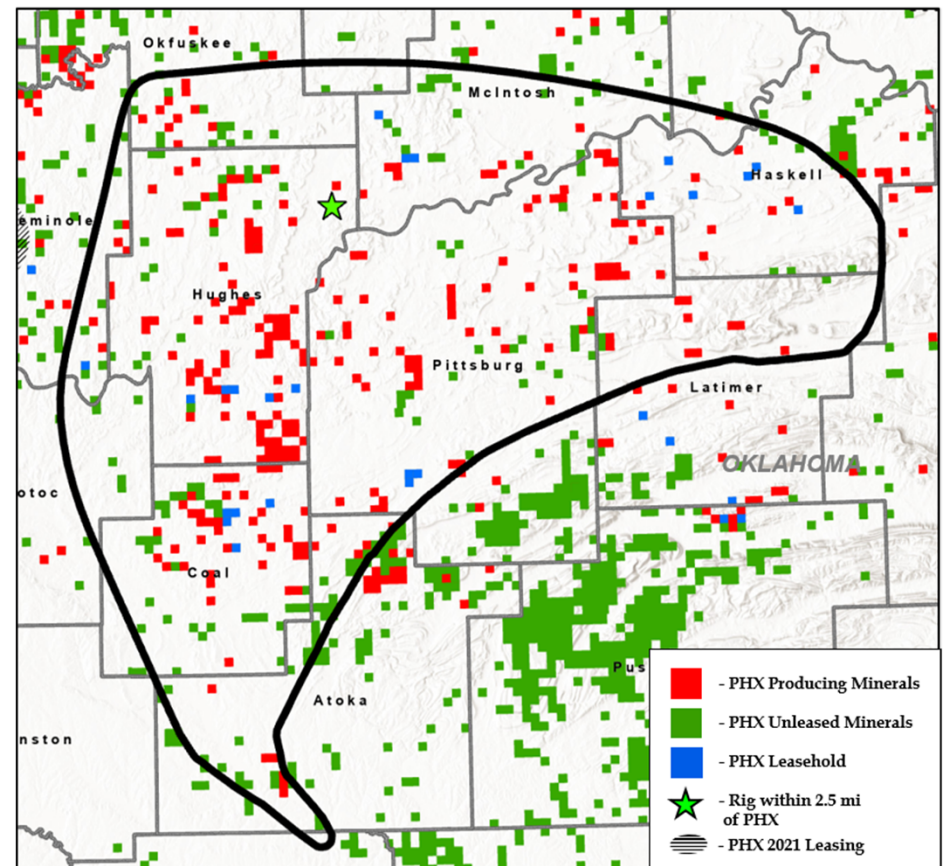 Okfuskee
McIntosh
Haskell
eminole
Hughes
Pittsburg
Latimer
OKLAHOMA
otoc
Coal
Pus
Atoka
nston
- PHX Producing Minerals
- PHX Unleased Minerals
- PHX Leasehold
- Rig within 2.5 mi
of PHX
- PHX 2021 Leasing